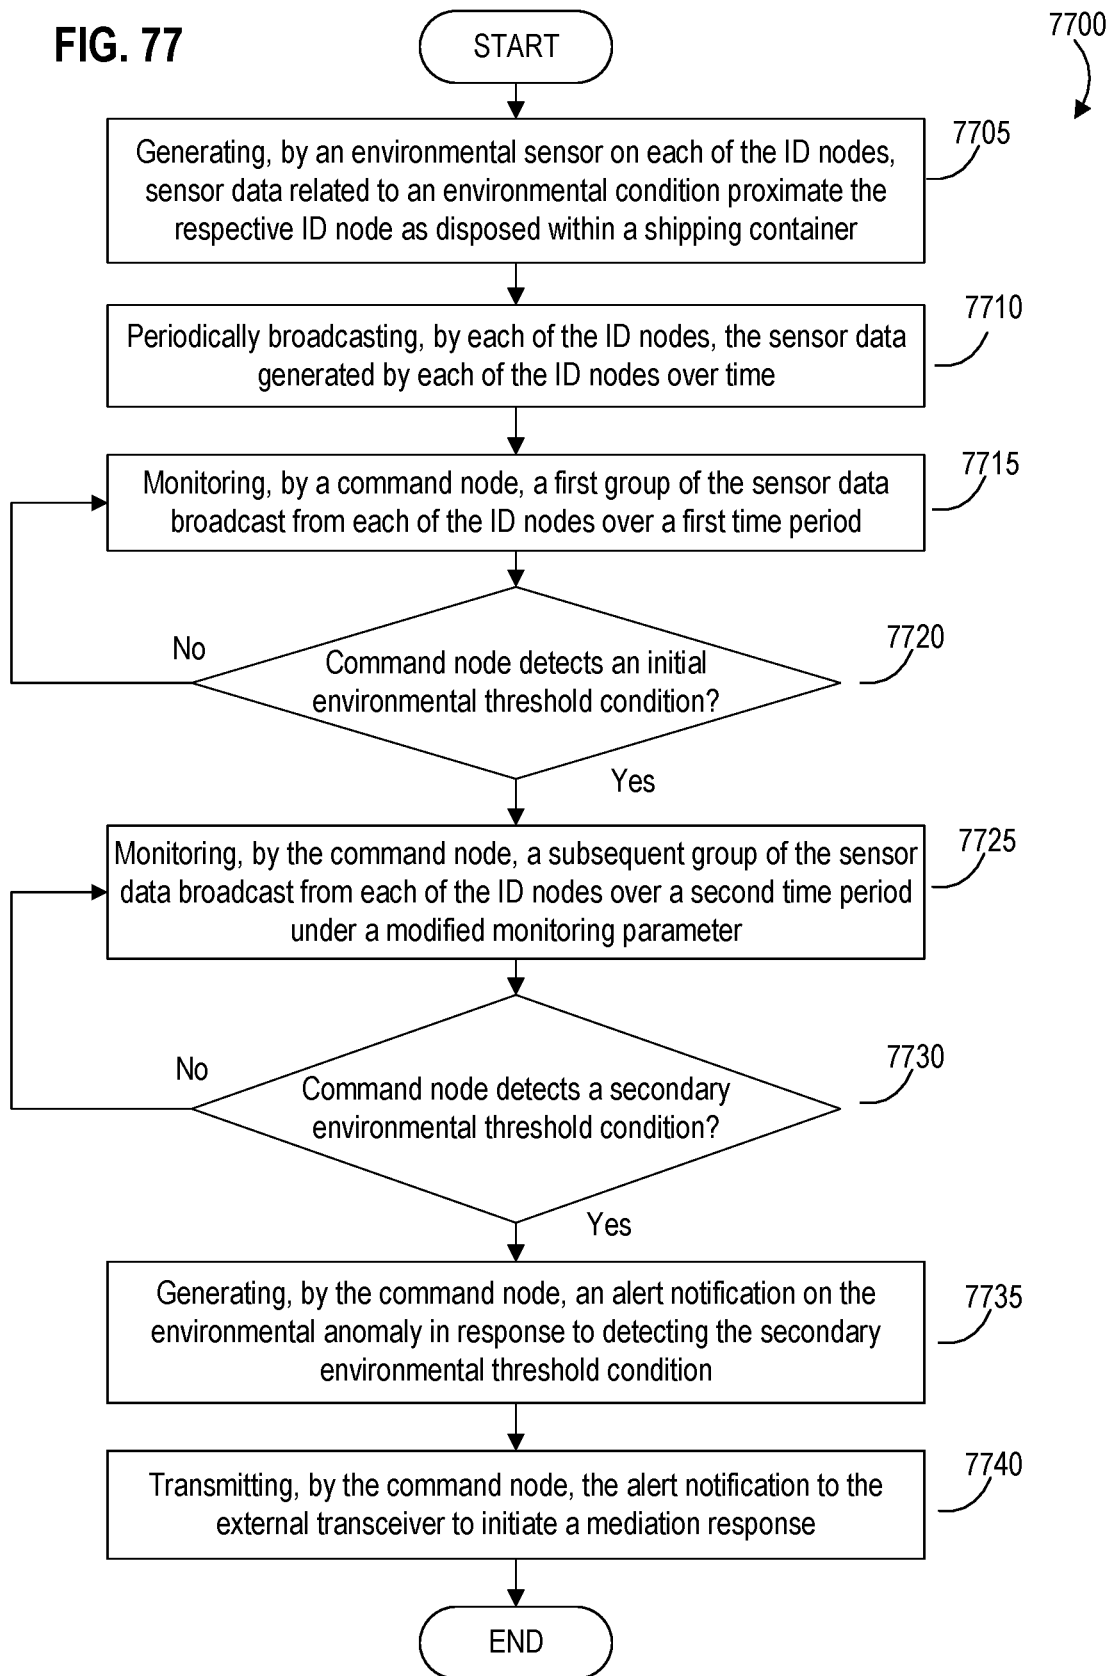 FIG. 77
START
7700
7705
Generating, by an environmental sensor on each of the ID nodes,
sensor data related to an environmental condition proximate the
respective ID node as disposed within a shipping container
7710
Periodically broadcasting, by each of the ID nodes, the sensor data
generated by each of the ID nodes over time
7715
Monitoring, by a command node, a first group of the sensor data
broadcast from each of the ID nodes over a first time period
7720
No
Command node detects an initial
environmental threshold condition?
Yes
7725
Monitoring, by the command node, a subsequent group of the sensor
data broadcast from each of the ID nodes over a second time period
under a modified monitoring parameter
7730
No
Command node detects a secondary
environmental threshold condition?
Yes
7735
Generating, by the command node, an alert notification on the
environmental anomaly in response to detecting the secondary
environmental threshold condition
7740
Transmitting, by the command node, the alert notification to the
external transceiver to initiate a mediation response
END